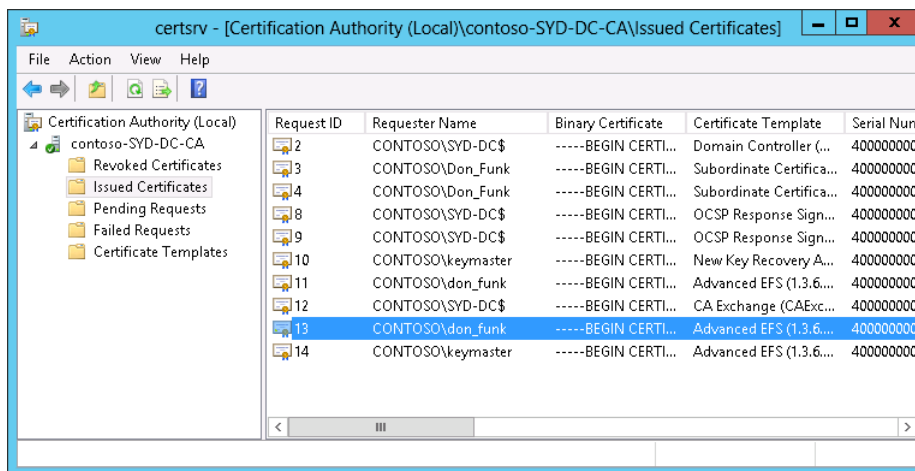 certsrv - [Certification Authority (Local)\contoso-SYD-DC-CA\Issued Certificates]
File Action View Help
Certification Authority (Local)
contoso-SYD-DC-CA
Revoked Certificates
Issued Certificates
Pending Requests
Failed Requests
Certificate Templates
Request ID Requester Name Binary Certificate Certificate Template Serial Num
2 CONTOSO\SYD-DC$ -----BEGIN CERTI... Domain Controller (... 400000000
3 CONTOSO\Don_Funk -----BEGIN CERTI... Subordinate Certifica... 400000000
4 CONTOSO\Don_Funk -----BEGIN CERTI... Subordinate Certifica... 400000000
8 CONTOSO\SYD-DC$ -----BEGIN CERTI... OCSP Response Sign... 400000000
9 CONTOSO\SYD-DC$ -----BEGIN CERTI... OCSP Response Sign... 400000000
10 CONTOSO\keymaster -----BEGIN CERTI... New Key Recovery A... 400000000
11 CONTOSO\don_funk -----BEGIN CERTI... Advanced EFS (1.3.6.... 400000000
12 CONTOSO\SYD-DC$ -----BEGIN CERTI... CA Exchange (CAExc... 400000000
13 CONTOSO\don_funk -----BEGIN CERTI... Advanced EFS (1.3.6.... 400000000
14 CONTOSO\keymaster -----BEGIN CERTI... Advanced EFS (1.3.6.... 400000000